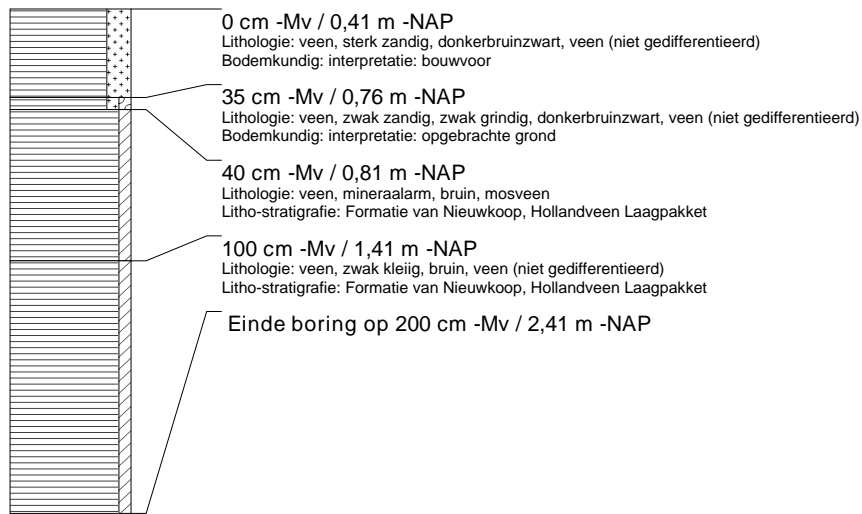 0 cm -Mv / 0,41 m -NAP
Lithologie: veen, sterk zandig, donkerbruinzwart, veen (niet gedifferentieerd)
Bodemkundig: interpretatie: bouwvoor
35 cm -Mv / 0,76 m -NAP
Lithologie: veen, zwak zandig, zwak grindig, donkerbruinzwart, veen (niet gedifferentieerd)
Bodemkundig: interpretatie: opgebrachte grond
40 cm -Mv / 0,81 m -NAP
Lithologie: veen, mineraalarm, bruin, mosveen
Litho-stratigrafie: Formatie van Nieuwkoop, Hollandveen Laagpakket
100 cm -Mv / 1,41 m -NAP
Lithologie: veen, zwak kleiig, bruin, veen (niet gedifferentieerd)
Litho-stratigrafie: Formatie van Nieuwkoop, Hollandveen Laagpakket
Einde boring op 200 cm -Mv / 2,41 m -NAP